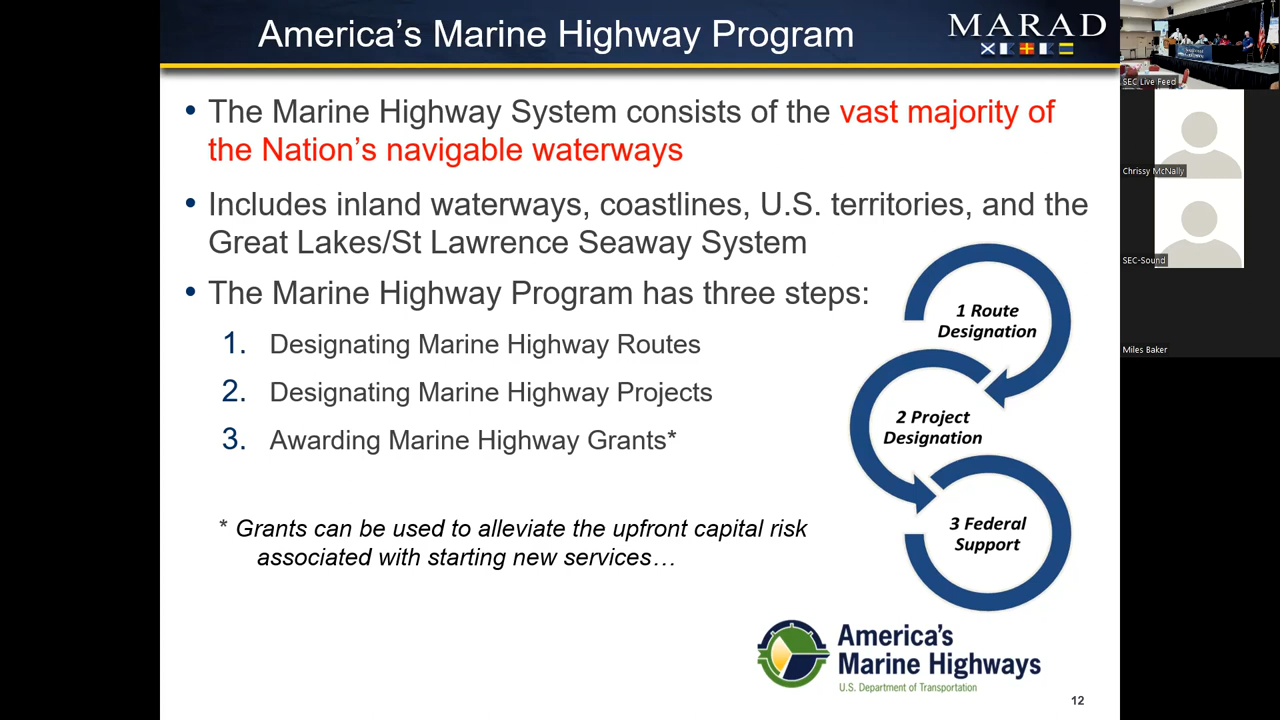 America's Marine Highway Program
MARAD
• The Marine Highway System consists of the vast majority of
the Nation's navigable waterways
• Includes inland waterways, coastlines, U.S. territories, and the
Great Lakes/St Lawrence Seaway System
• The Marine Highway Program has three steps:
1. Designating Marine Highway Routes
2. Designating Marine Highway Projects
3. Awarding Marine Highway Grants*
* Grants can be used to alleviate the upfront capital risk
associated with starting new services…
1 Route
Designation
2 Project
Designation
3 Federal
Support
America's
Marine Highways
U.S. Department of Transportation
12
SEC Live Feed
Chrissy McNally
SEC-Sound
Miles Baker